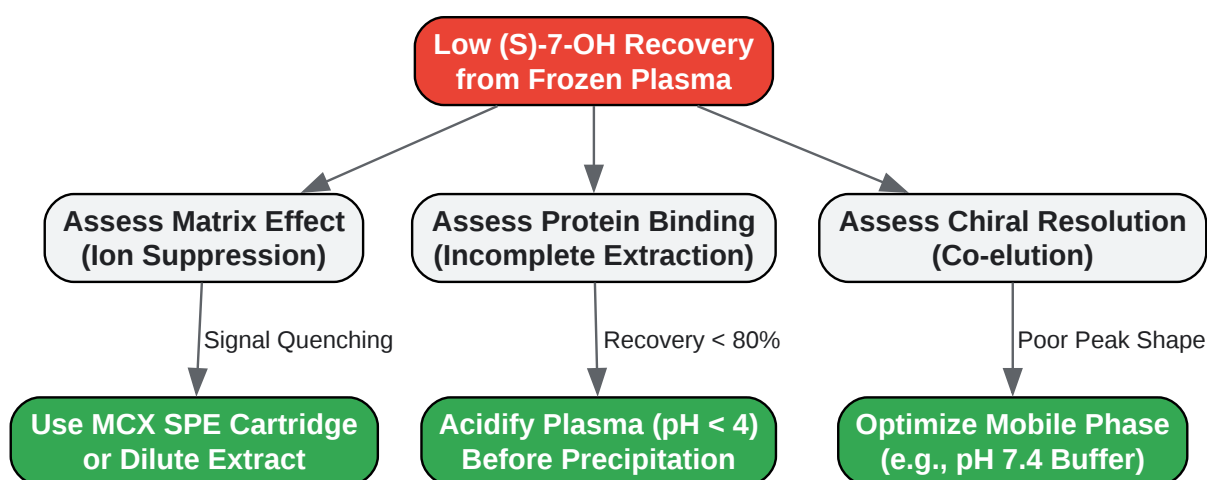 Low (S)-7-OH Recovery
from Frozen Plasma
Assess Matrix Effect
(Ion Suppression)
Assess Protein Binding
(Incomplete Extraction)
Assess Chiral Resolution
(Co-elution)
Signal Quenching
Recovery < 80%
Poor Peak Shape
Use MCX SPE Cartridge
or Dilute Extract
Acidify Plasma (pH < 4)
Before Precipitation
Optimize Mobile Phase
(e.g., pH 7.4 Buffer)